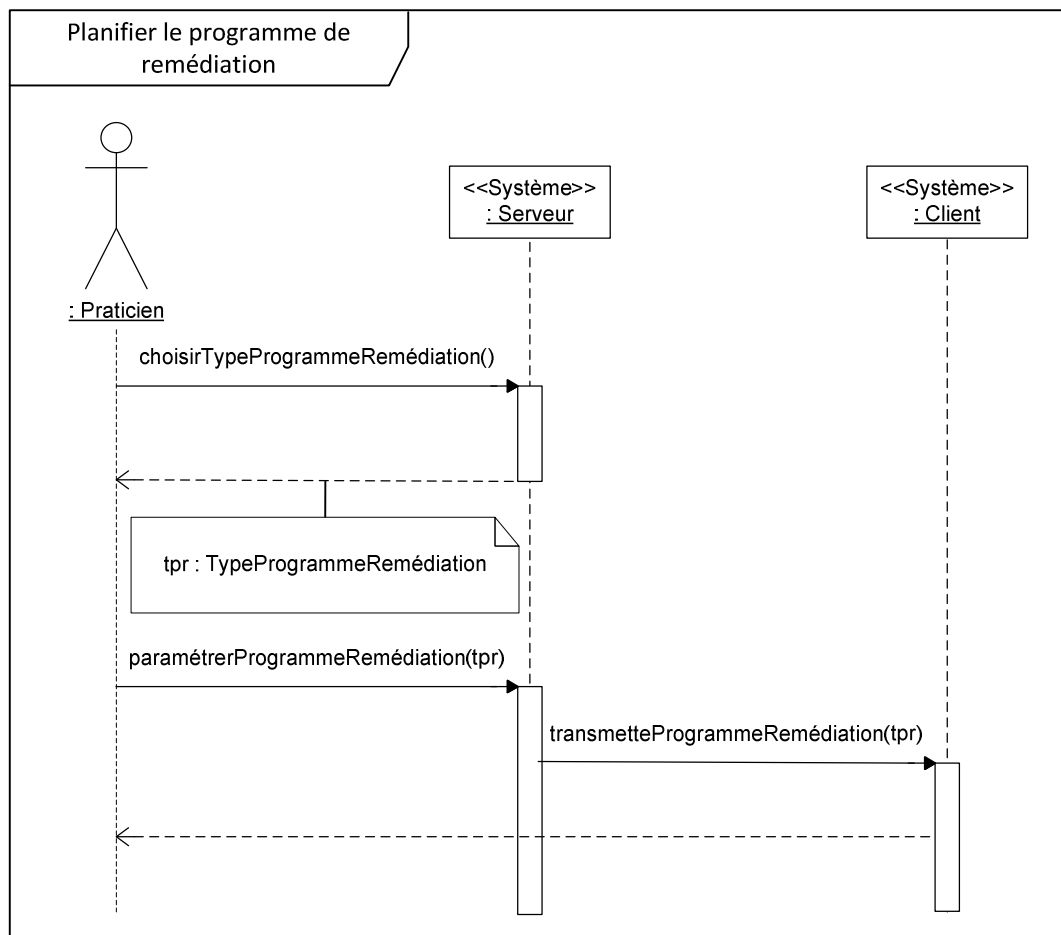 Planifier le programme de
remédiation
<<Système>>
: Serveur
<<Système>>
: Client
: Praticien
choisirTypeProgrammeRemédiation()
tpr : TypeProgrammeRemédiation
paramétrerProgrammeRemédiation(tpr)
transmetteProgrammeRemédiation(tpr)